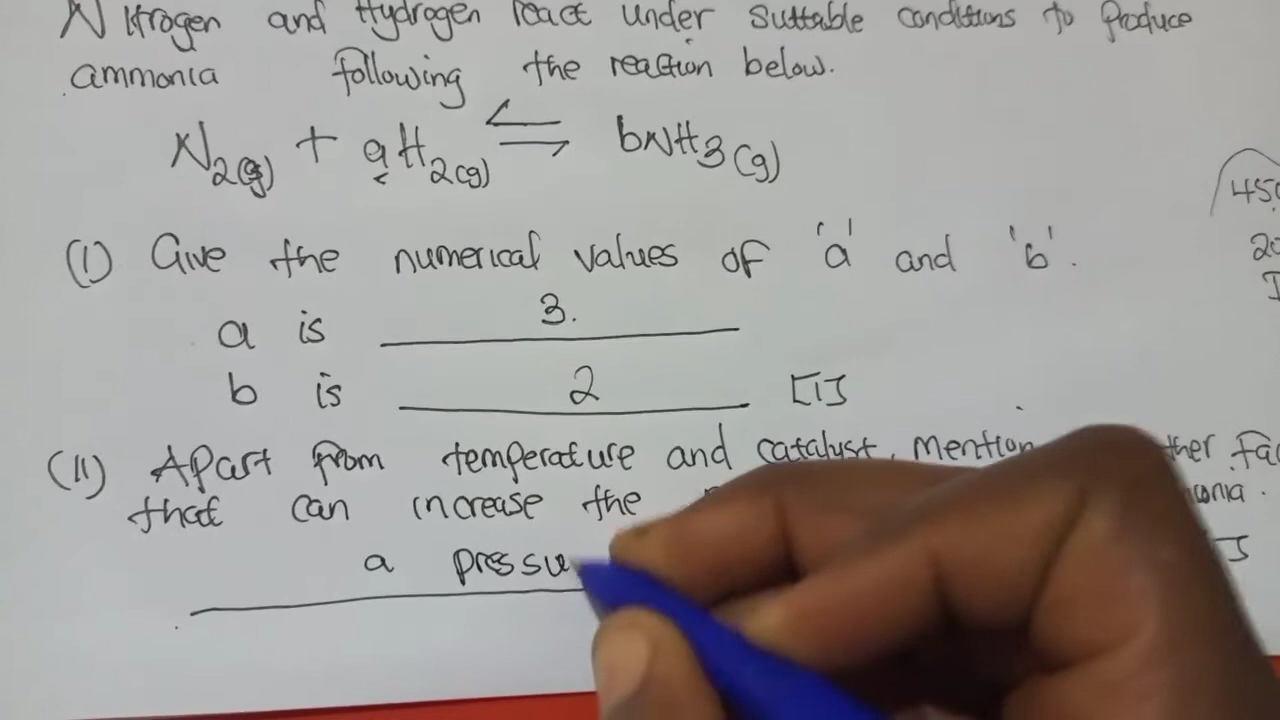 Nitrogen and Hydrogen react under suitable conditions to Produce
ammonia following the reaction below.
N2(g) + aH2(g) ⇌ bNH3(g)
(I) Give the numerical values of 'a' and 'b'.
a is 3.
b is 2 [1]
(II) Apart from temperature and catalyst, mention
that can increase the
a pressu